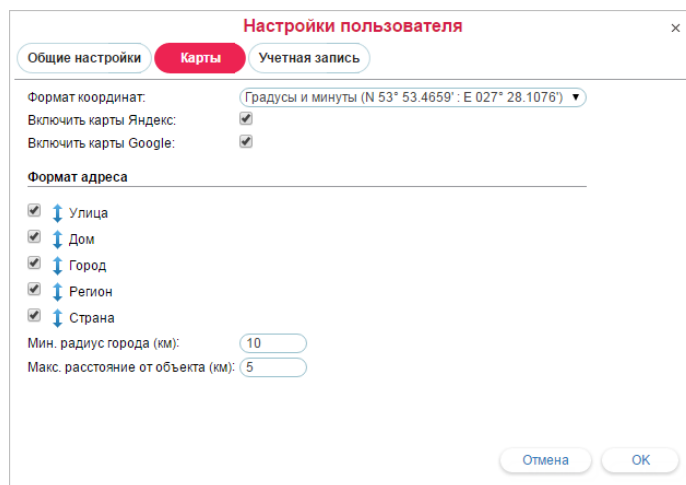 Настройки пользователя ×
Общие настройки Карты Учетная запись
Формат координат: Градусы и минуты (N 53° 53.4659' : E 027° 28.1076')
Включить карты Яндекс:
Включить карты Google:
Формат адреса
Улица
Дом
Город
Регион
Страна
Мин. радиус города (км): 10
Макс. расстояние от объекта (км): 5
Отмена OK